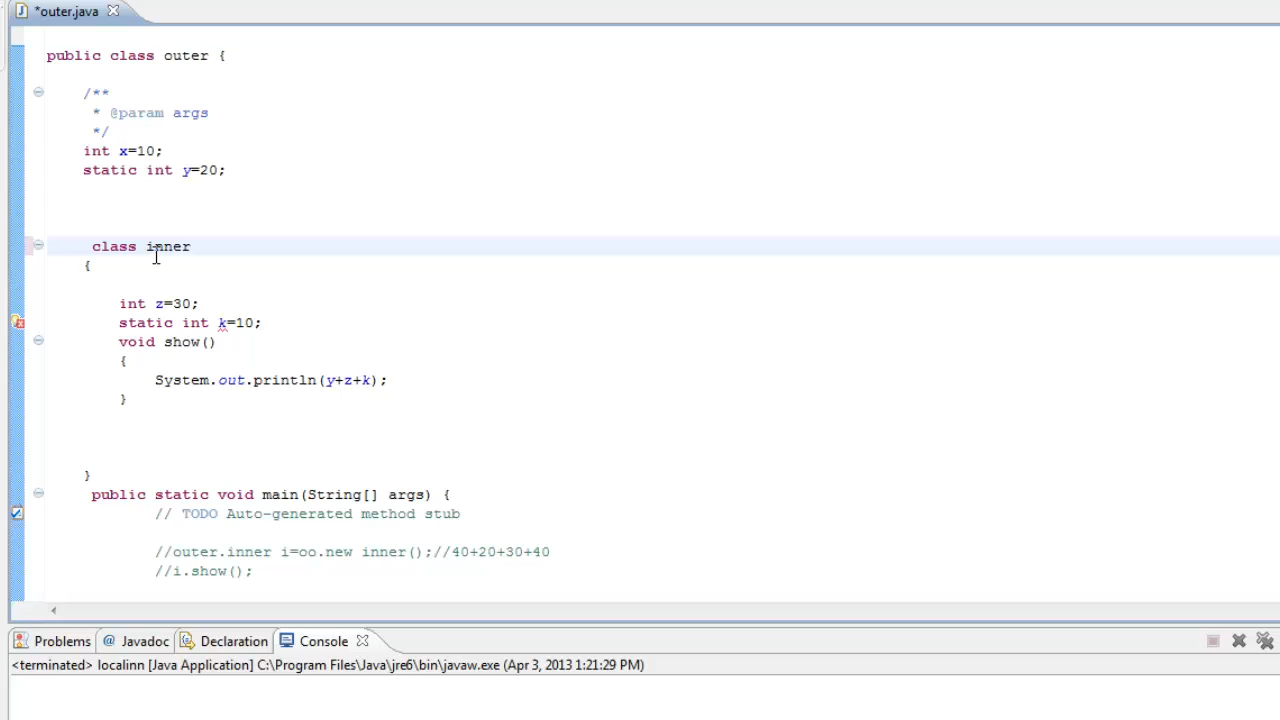 *outer.java
public class outer {
/**
* @param args
*/
int x=10;
static int y=20;
class inner
{
int z=30;
static int k=10;
void show()
{
System.out.println(y+z+k);
}
}
public static void main(String[] args) {
// TODO Auto-generated method stub
//outer.inner i=oo.new inner();//40+20+30+40
//i.show();
Problems @ Javadoc Declaration Console
<terminated> localinn [Java Application] C:\Program Files\Java\jre6\bin\javaw.exe (Apr 3, 2013 1:21:29 PM)